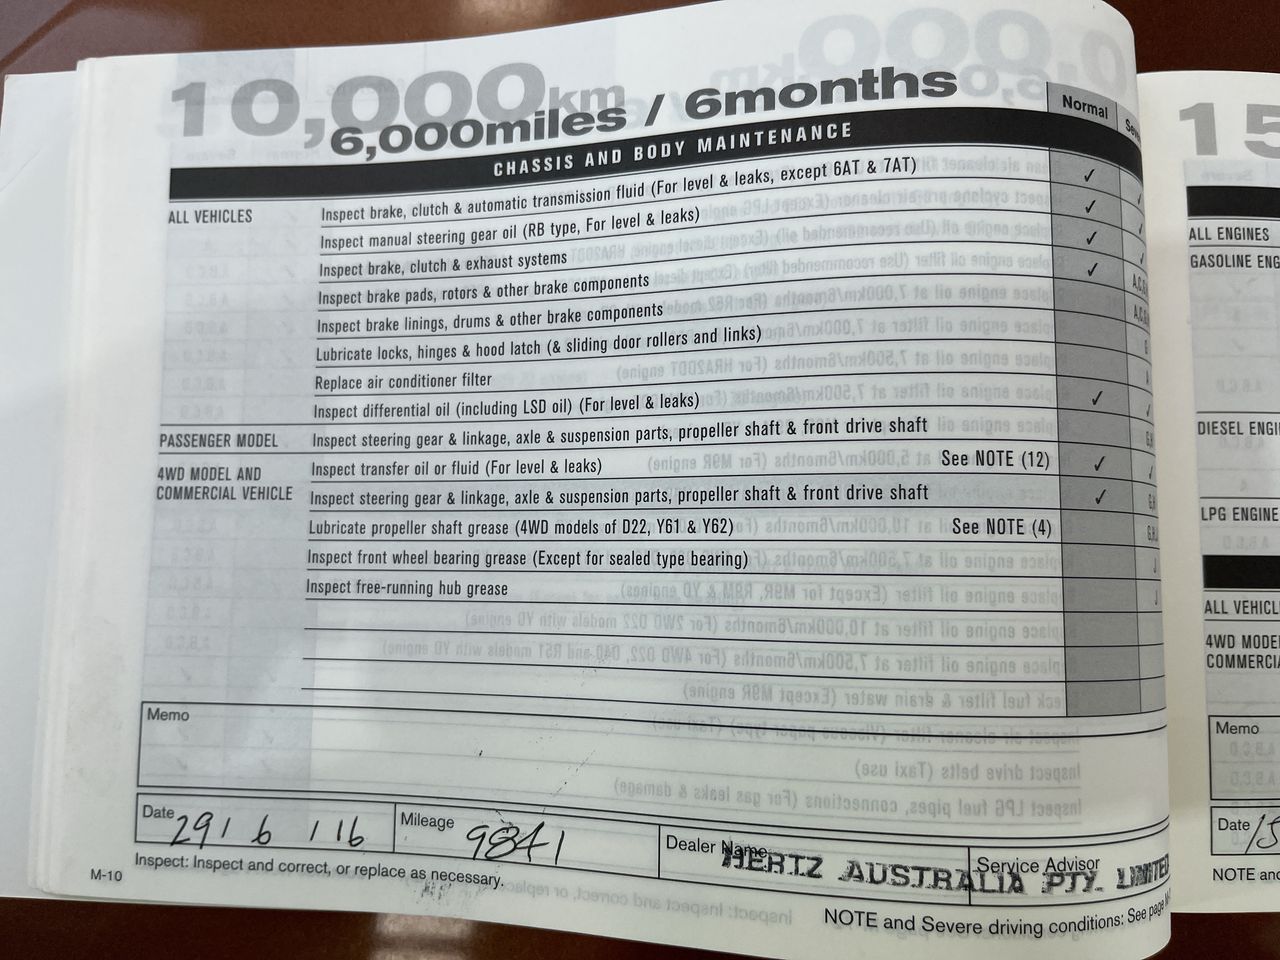 10,000km
6,000miles / 6months
CHASSIS AND BODY MAINTENANCE
Normal
ALL VEHICLES
Inspect brake, clutch & automatic transmission fluid (For level & leaks, except 6AT & 7AT) ✓
Inspect manual steering gear oil (RB type, For level & leaks) ✓
Inspect brake, clutch & exhaust systems ✓
Inspect brake pads, rotors & other brake components ✓
Inspect brake linings, drums & other brake components
Lubricate locks, hinges & hood latch (& sliding door rollers and links)
Replace air conditioner filter
Inspect differential oil (including LSD oil) (For level & leaks) ✓
PASSENGER MODEL Inspect steering gear & linkage, axle & suspension parts, propeller shaft & front drive shaft
4WD MODEL AND
COMMERCIAL VEHICLE
Inspect transfer oil or fluid (For level & leaks) See NOTE (12) ✓
Inspect steering gear & linkage, axle & suspension parts, propeller shaft & front drive shaft ✓
Lubricate propeller shaft grease (4WD models of D22, Y61 & Y62) See NOTE (4)
Inspect front wheel bearing grease (Except for sealed type bearing) J
Inspect free-running hub grease J
Memo
Date 29 / 6 / 16 Mileage 9841 Dealer Name Service Advisor
HERTZ AUSTRALIA PTY. LIMITED
Inspect: Inspect and correct, or replace as necessary.
M-10
NOTE and Severe driving conditions: See page
15
ALL ENGINES
GASOLINE ENG
DIESEL ENGI
LPG ENGINE
ALL VEHICL
4WD MODE
COMMERCIA
Memo
Date 15
NOTE and